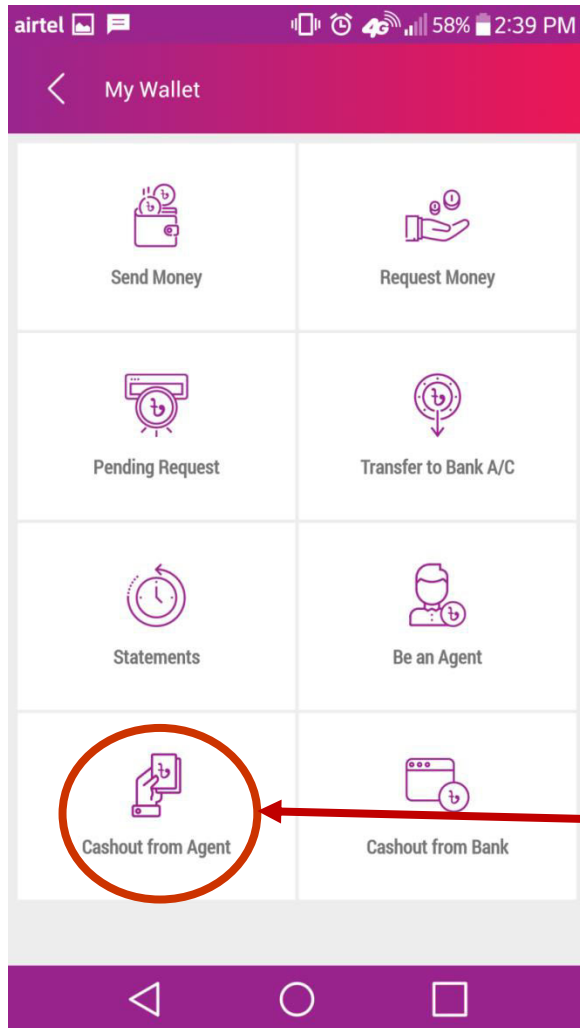 airtel 4G 58% 2:39 PM
My Wallet
Send Money Request Money
Pending Request Transfer to Bank A/C
Statements Be an Agent
Cashout from Agent Cashout from Bank